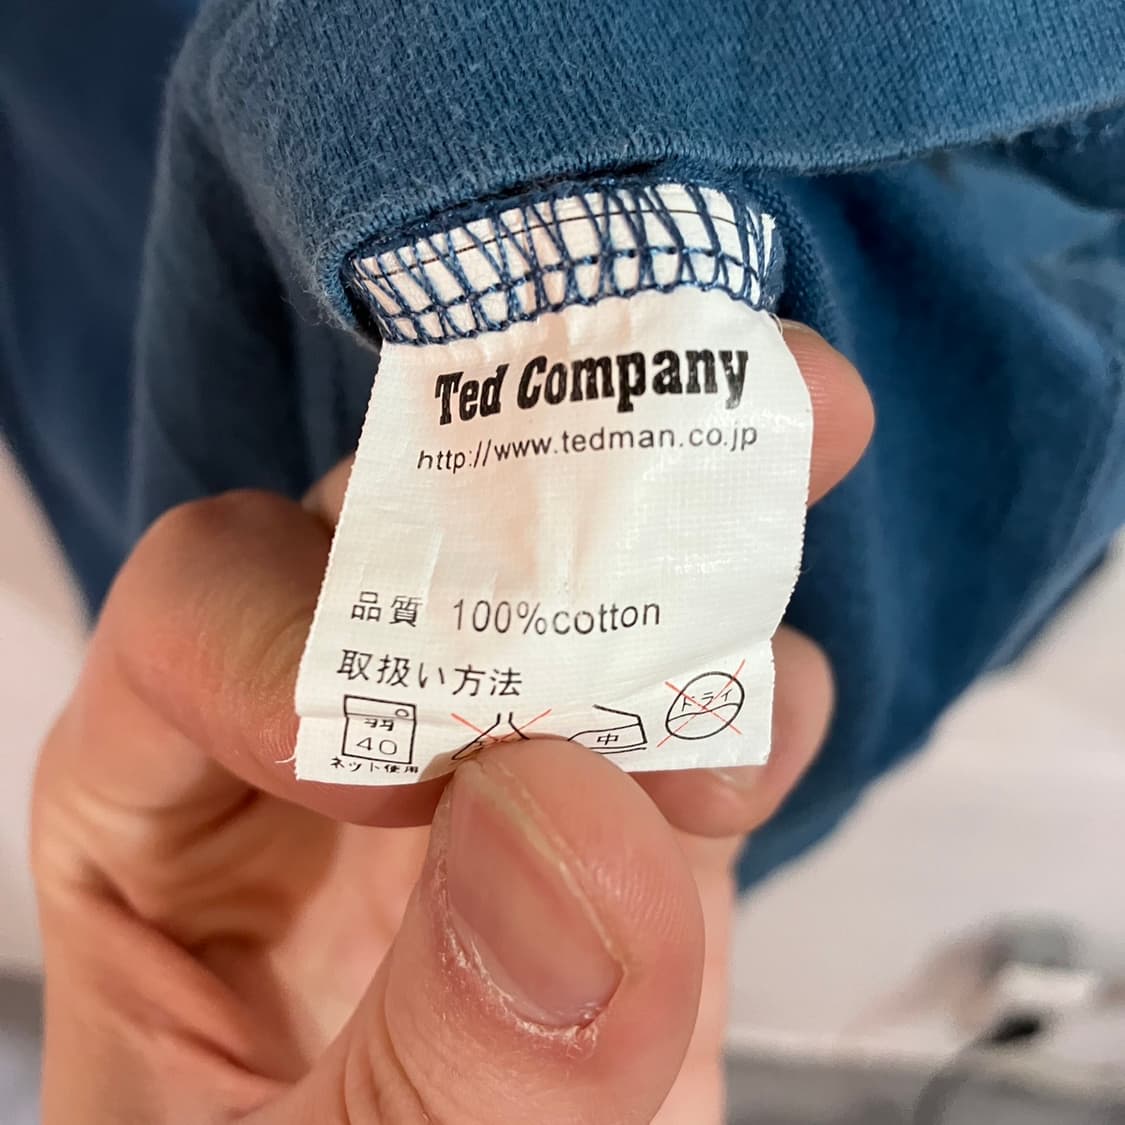 Ted Company
http://www.tedman.co.jp
品質 100%cotton
取扱い方法
40
ネット使用
中
ドライ